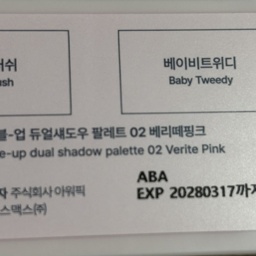 러쉬
베이비트위디
Baby Tweedy
블-업 듀얼섀도우 팔레트 02 베리떼핑크
e-up dual shadow palette 02 Verite Pink
ABA
자 주식회사아워픽
EXP 20280317까지
스맥스㈜